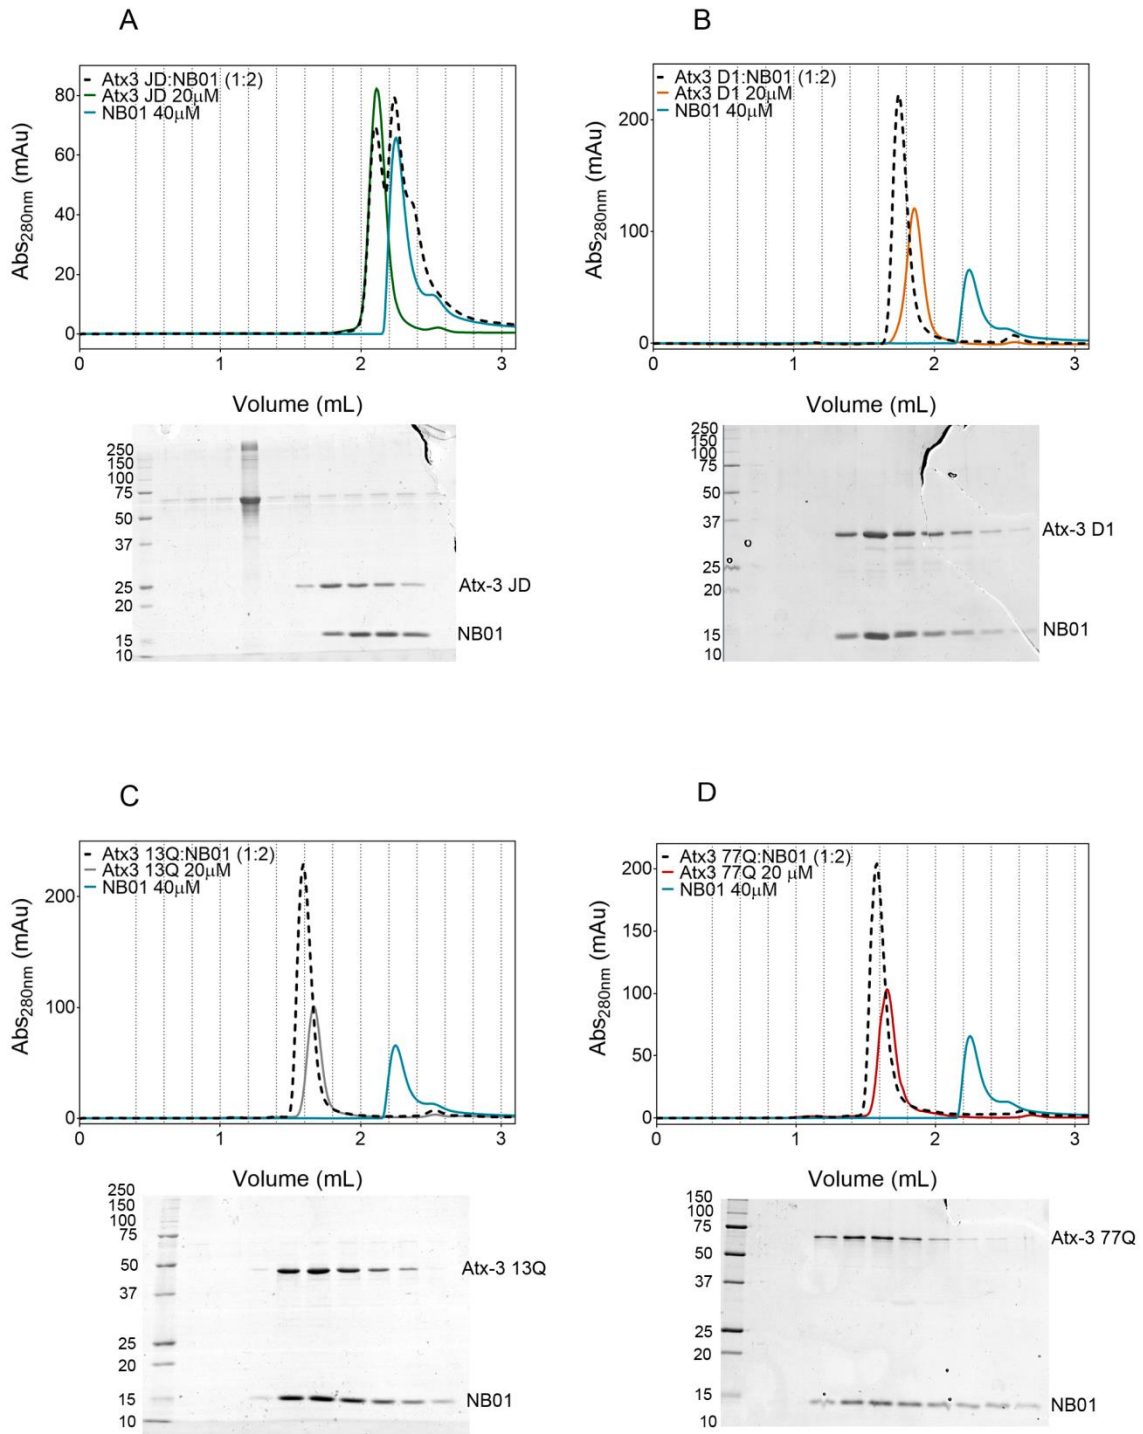 A
Atx3 JD:NB01 (1:2)
Atx3 JD 20μM
NB01 40μM
Abs280nm (mAu)
80
60
40
20
0
0 1 2 3
Volume (mL)
250
150
100
75
50
37
25
20
15
10
Atx-3 JD
NB01
B
Atx3 D1:NB01 (1:2)
Atx3 D1 20μM
NB01 40μM
Abs280nm (mAu)
200
100
0
0 1 2 3
Volume (mL)
250
150
100
75
50
37
25
20
15
10
Atx-3 D1
NB01
C
Atx3 13Q:NB01 (1:2)
Atx3 13Q 20μM
NB01 40μM
Abs280nm (mAu)
200
100
0
0 1 2 3
Volume (mL)
250
150
100
75
50
37
25
20
15
10
Atx-3 13Q
NB01
D
Atx3 77Q:NB01 (1:2)
Atx3 77Q 20 μM
NB01 40μM
Abs280nm (mAu)
200
150
100
50
0
0 1 2 3
Volume (mL)
150
100
75
50
37
25
20
15
10
Atx-3 77Q
NB01